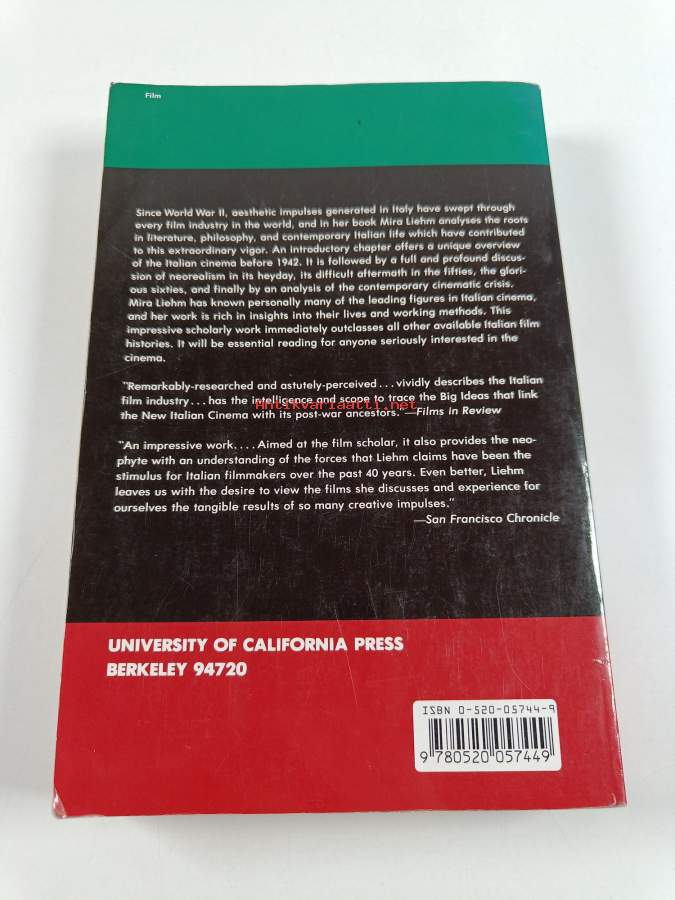 Film
Since World War II, aesthetic impulses generated in Italy have swept through
every film industry in the world, and in her book Mira Liehm analyses the roots
in literature, philosophy, and contemporary Italian life which have contributed
to this extraordinary vigor. An introductory chapter offers a unique overview
of the Italian cinema before 1942. It is followed by a full and profound discus-
sion of neorealism in its heyday, its difficult aftermath in the fifties, the glori-
ous sixties, and finally by an analysis of the contemporary cinematic crisis.
Mira Liehm has known personally many of the leading figures in Italian cinema,
and her work is rich in insights into their lives and working methods. This
impressive scholarly work immediately outclasses all other available Italian film
histories. It will be essential reading for anyone seriously interested in the
cinema.
"Remarkably-researched and astutely-perceived...vividly describes the Italian
film industry...has the intelligence and scope to trace the Big Ideas that link
Antikvariaatti.net
the New Italian Cinema with its post-war ancestors. —Films in Review
"An impressive work....Aimed at the film scholar, it also provides the neo-
phyte with an understanding of the forces that Liehm claims have been the
stimulus for Italian filmmakers over the past 40 years. Even better, Liehm
leaves us with the desire to view the films she discusses and experience for
ourselves the tangible results of so many creative impulses."
—San Francisco Chronicle
UNIVERSITY OF CALIFORNIA PRESS
BERKELEY 94720
ISBN 0-520-05744-9
9 780520 057449